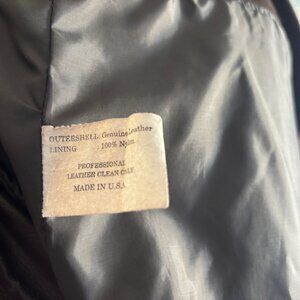 OUTERSHELL: Genuine Leather
LINING : 100% Nylon
PROFESSIONAL
LEATHER CLEAN ONLY
MADE IN U.S.A.